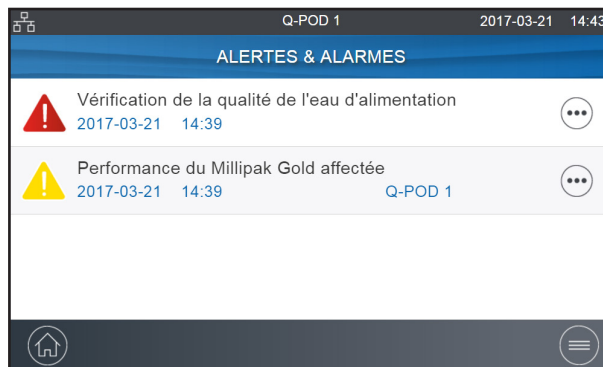 Q-POD 1 2017-03-21 14:43
ALERTES & ALARMES
Vérification de la qualité de l'eau d'alimentation
2017-03-21 14:39
Performance du Millipak Gold affectée
2017-03-21 14:39 Q-POD 1